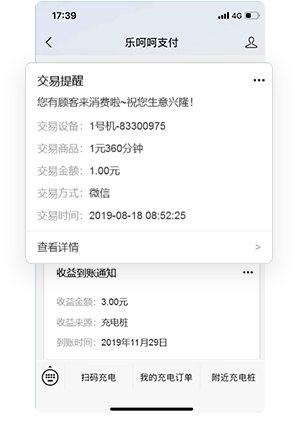 17:39
4G
乐呵呵支付
交易提醒
您有顾客来消费啦~祝您生意兴隆!
交易设备: 1号机-83300975
交易商品: 1元360分钟
交易金额: 1.00元
交易方式: 微信
交易时间: 2019-08-18 08:52:25
查看详情
收益到账通知
收益金额: 3.00元
收益来源: 充电桩
到账时间: 2019年11月29日
扫码充电 我的充电订单 附近充电桩